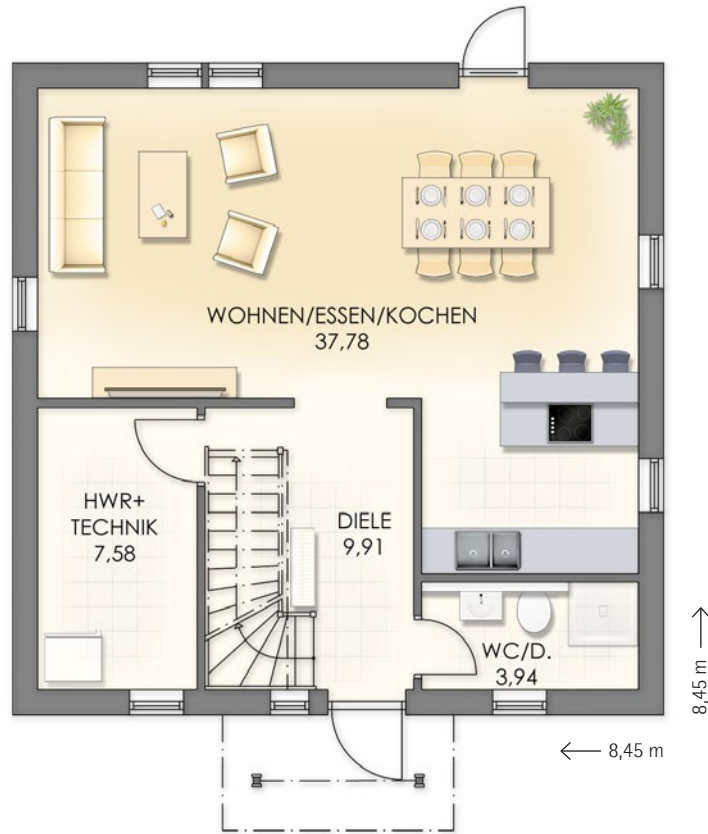 WOHNEN/ESSEN/KOCHEN
37,78
HWR+
TECHNIK
7,58
DIELE
9,91
WC/D.
3,94
8,45 m
8,45 m